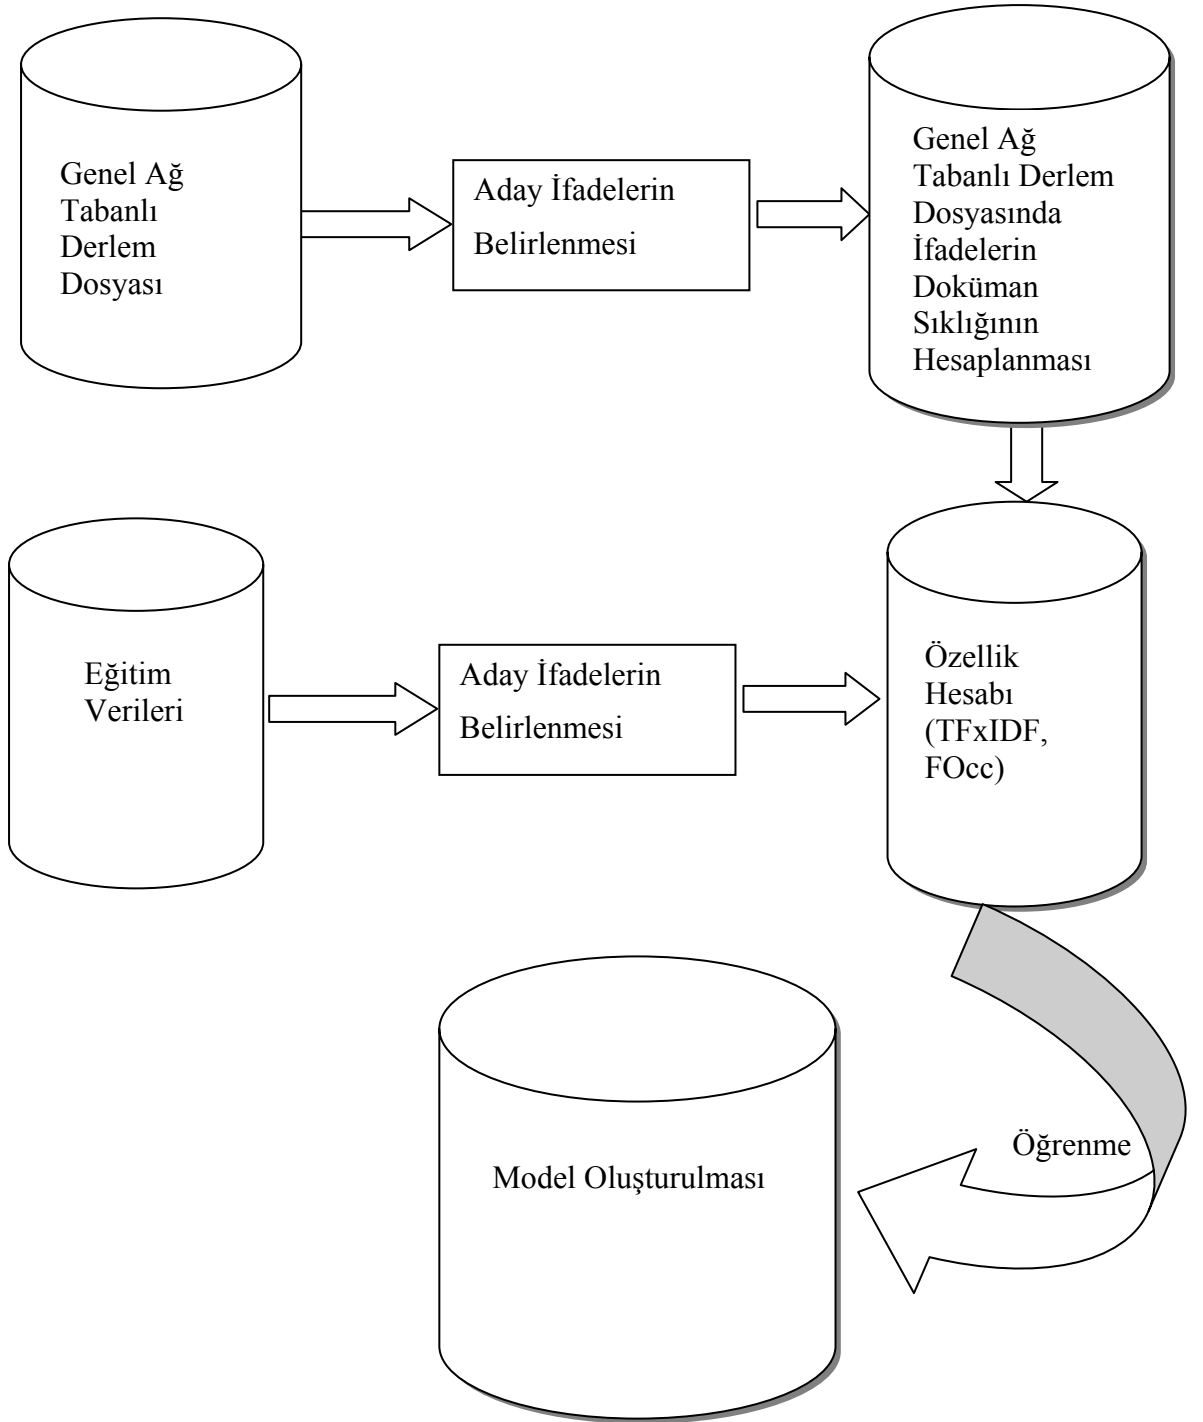 Genel Ağ
Tabanlı
Derlem
Dosyası
Aday İfadelerin
Belirlenmesi
Genel Ağ
Tabanlı Derlem
Dosyasında
İfadelerin
Doküman
Sıklığının
Hesaplanması
Eğitim
Verileri
Aday İfadelerin
Belirlenmesi
Özellik
Hesabı
(TFxIDF,
FOcc)
Öğrenme
Model Oluşturulması